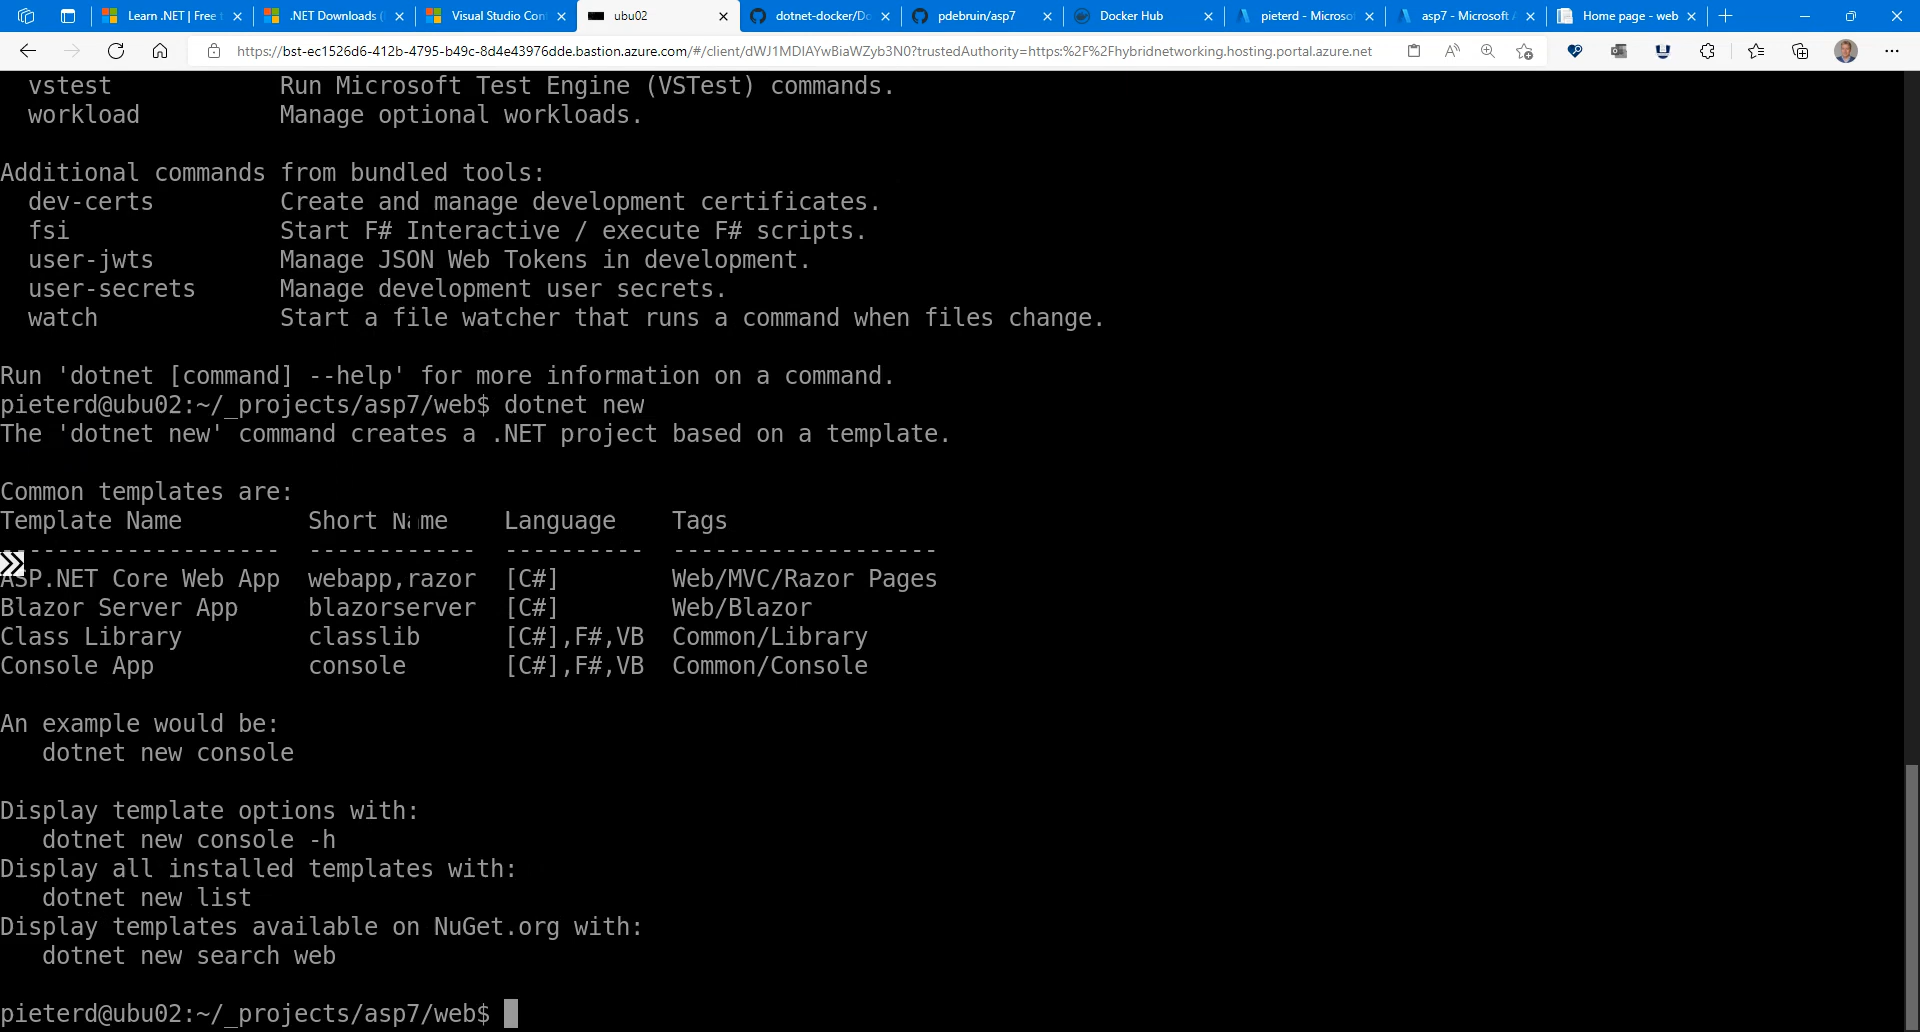 Learn .NET | Free
.NET Downloads (
Visual Studio Con
ubu02
dotnet-docker/Do
pdebruin/asp7
Docker Hub
pieterd - Microsof
asp7 - Microsoft
Home page - web
https://bst-ec1526d6-412b-4795-b49c-8d4e43976dde.bastion.azure.com/#/client/dWJ1MDIAYwBiaWZyb3N0?trustedAuthority=https:%2F%2Fhybridnetworking.hosting.portal.azure.net
vstest Run Microsoft Test Engine (VSTest) commands.
workload Manage optional workloads.
Additional commands from bundled tools:
dev-certs Create and manage development certificates.
fsi Start F# Interactive / execute F# scripts.
user-jwts Manage JSON Web Tokens in development.
user-secrets Manage development user secrets.
watch Start a file watcher that runs a command when files change.
Run 'dotnet [command] --help' for more information on a command.
pieterd@ubu02:~/_projects/asp7/web$ dotnet new
The 'dotnet new' command creates a .NET project based on a template.
Common templates are:
Template Name Short Name Language Tags
-------------------- ------------ ---------- -------------------
ASP.NET Core Web App webapp,razor [C#] Web/MVC/Razor Pages
Blazor Server App blazorserver [C#] Web/Blazor
Class Library classlib [C#],F#,VB Common/Library
Console App console [C#],F#,VB Common/Console
An example would be:
dotnet new console
Display template options with:
dotnet new console -h
Display all installed templates with:
dotnet new list
Display templates available on NuGet.org with:
dotnet new search web
pieterd@ubu02:~/_projects/asp7/web$